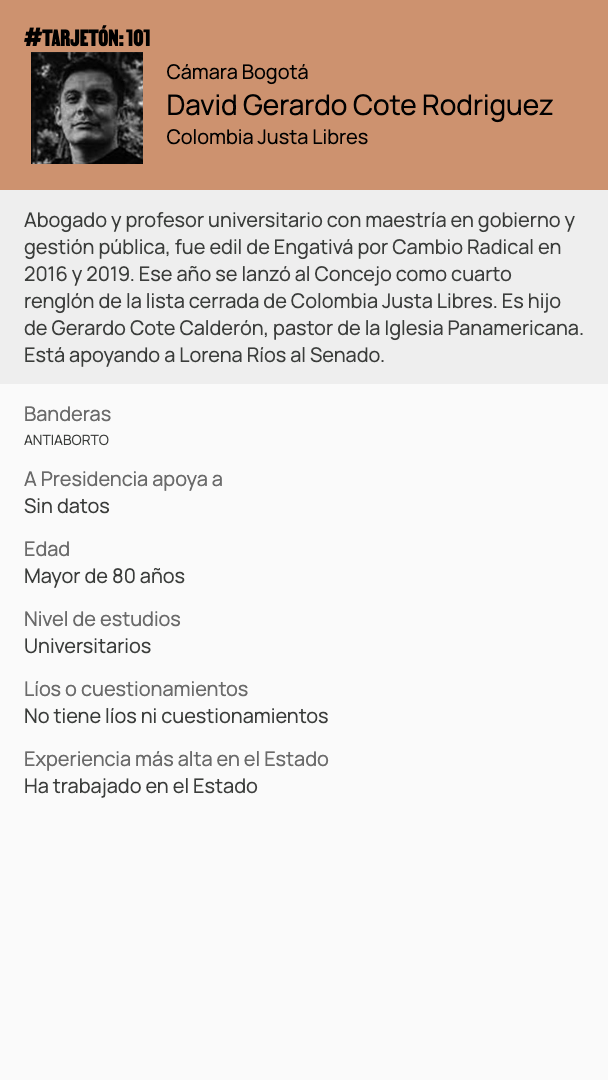 #TARJETÓN: 101
Cámara Bogotá
David Gerardo Cote Rodriguez
Colombia Justa Libres
Abogado y profesor universitario con maestría en gobierno y
gestión pública, fue edil de Engativá por Cambio Radical en
2016 y 2019. Ese año se lanzó al Concejo como cuarto
renglón de la lista cerrada de Colombia Justa Libres. Es hijo
de Gerardo Cote Calderón, pastor de la Iglesia Panamericana.
Está apoyando a Lorena Ríos al Senado.
Banderas
ANTIABORTO
A Presidencia apoya a
Sin datos
Edad
Mayor de 80 años
Nivel de estudios
Universitarios
Líos o cuestionamientos
No tiene líos ni cuestionamientos
Experiencia más alta en el Estado
Ha trabajado en el Estado